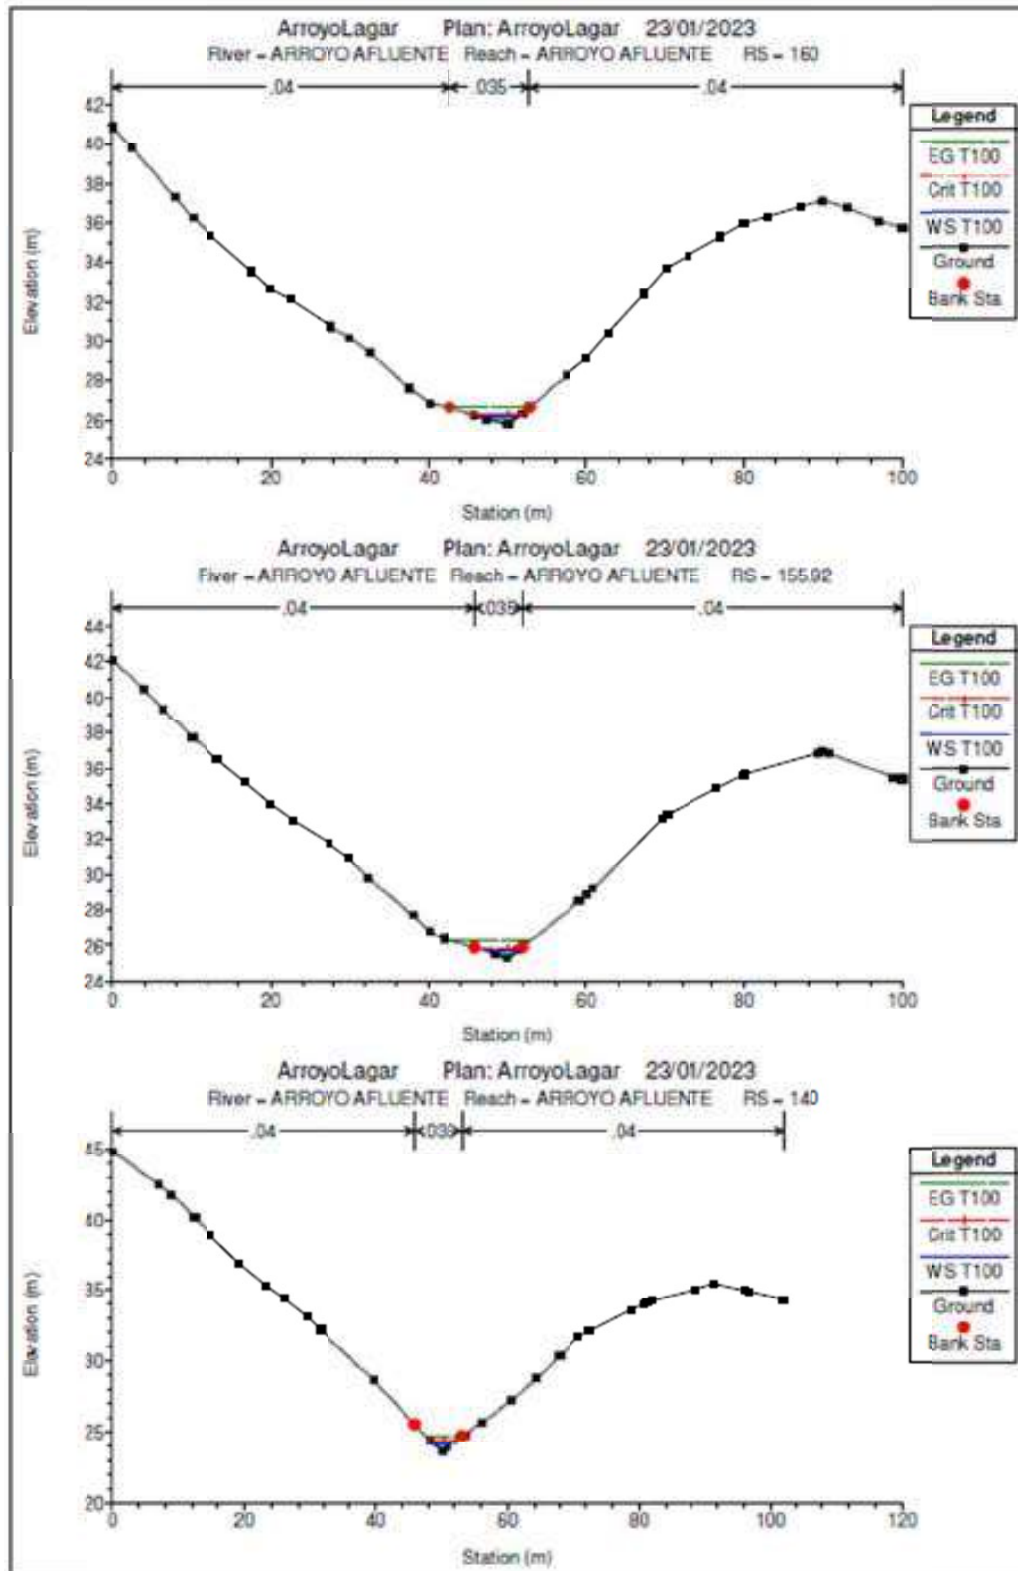 ArroyoLagar Plan: ArroyoLagar 23/01/2023
River = ARROYO AFLUENTE Reach = ARROYO AFLUENTE RS = 160
.04 .035 .04
42
40
38
36
34
32
30
28
26
24
Elevation (m)
0 20 40 60 80 100
Station (m)
Legend
EG T100
Crit T100
WS T100
Ground
Bank Sta
ArroyoLagar Plan: ArroyoLagar 23/01/2023
River = ARROYO AFLUENTE Reach = ARROYO AFLUENTE RS = 155.92
.04 .035 .04
44
42
40
38
36
34
32
30
28
26
24
Elevation (m)
0 20 40 60 80 100
Station (m)
Legend
EG T100
Crit T100
WS T100
Ground
Bank Sta
ArroyoLagar Plan: ArroyoLagar 23/01/2023
River = ARROYO AFLUENTE Reach = ARROYO AFLUENTE RS = 140
.04 .04
45
40
35
30
25
20
Elevation (m)
0 20 40 60 80 100 120
Station (m)
Legend
EG T100
Crit T100
WS T100
Ground
Bank Sta